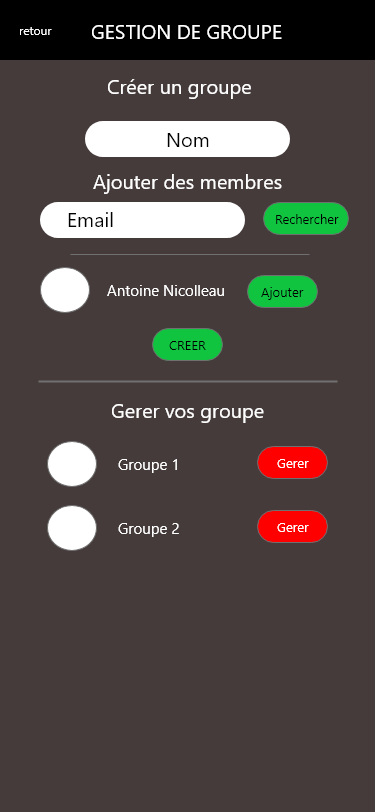 retour
GESTION DE GROUPE
Créer un groupe
Nom
Ajouter des membres
Email
Rechercher
Antoine Nicolleau
Ajouter
CREER
Gerer vos groupe
Groupe 1
Gerer
Groupe 2
Gerer